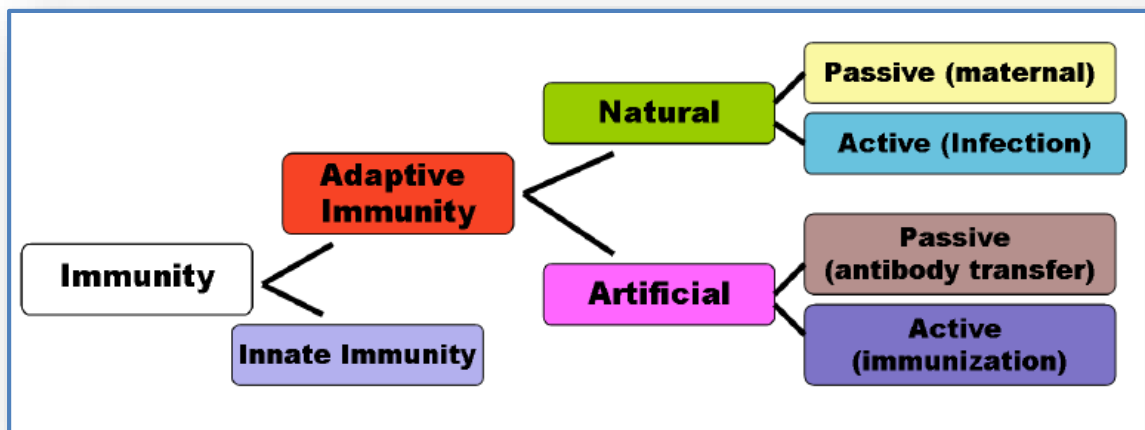 Immunity
Adaptive
Immunity
Innate Immunity
Natural
Artificial
Passive (maternal)
Active (Infection)
Passive
(antibody transfer)
Active
(immunization)